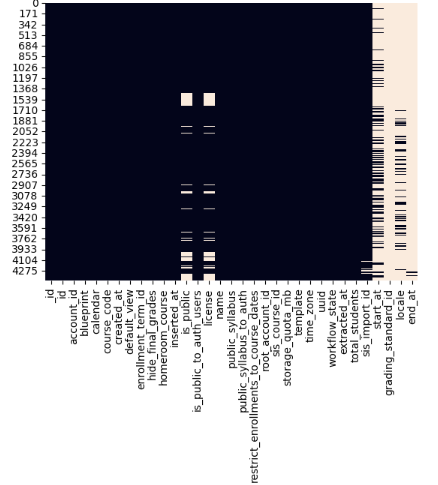 0
171
342
513
684
855
1026
1197
1368
1539
1710
1881
2052
2223
2394
2565
2736
2907
3078
3249
3420
3591
3762
3933
4104
4275
_id
id
account_id
blueprint
calendar
course_code
created_at
default_view
enrollment_term_id
hide_final_grades
homeroom_course
inserted_at
is_public
is_public_to_auth_users
license
name
public_syllabus
public_syllabus_to_auth
restrict_enrollments_to_course_dates
root_account_id
sis_course_id
storage_quota_mb
template
time_zone
uuid
workflow_state
extracted_at
total_students
sis_import_id
start_at
grading_standard_id
locale
end_at